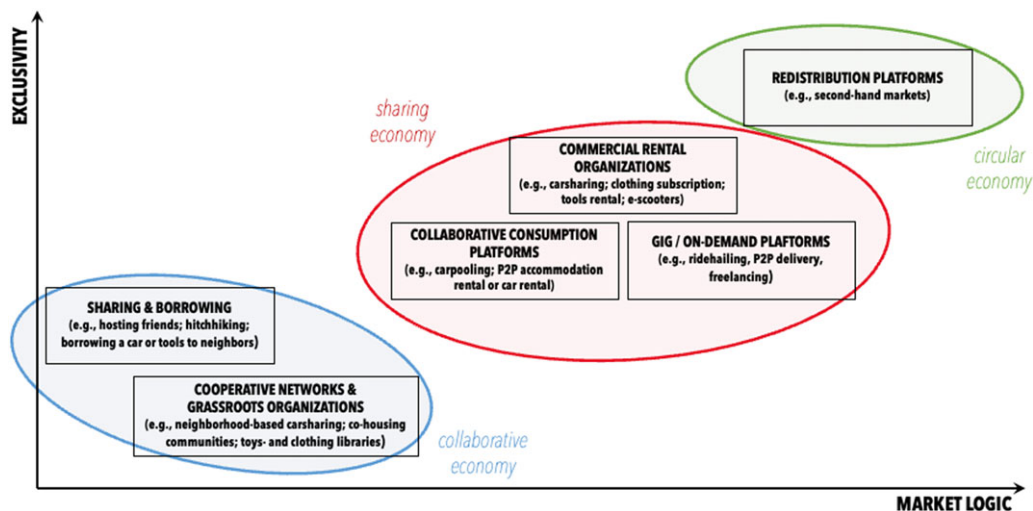 EXCLUSIVITY
REDISTRIBUTION PLATFORMS
(e.g., second-hand markets)
circular
economy
sharing
economy
COMMERCIAL RENTAL
ORGANIZATIONS
(e.g., carsharing; clothing subscription;
tools rental; e-scooters)
COLLABORATIVE CONSUMPTION
PLATFORMS
(e.g., carpooling; P2P accommodation
rental or car rental)
GIG / ON-DEMAND PLAFTORMS
(e.g., ridehailing, P2P delivery,
freelancing)
SHARING & BORROWING
(e.g., hosting friends; hitchhiking;
borrowing a car or tools to neighbors)
COOPERATIVE NETWORKS &
GRASSROOTS ORGANIZATIONS
(e.g., neighborhood-based carsharing; co-housing
communities; toys- and clothing libraries)
collaborative
economy
MARKET LOGIC